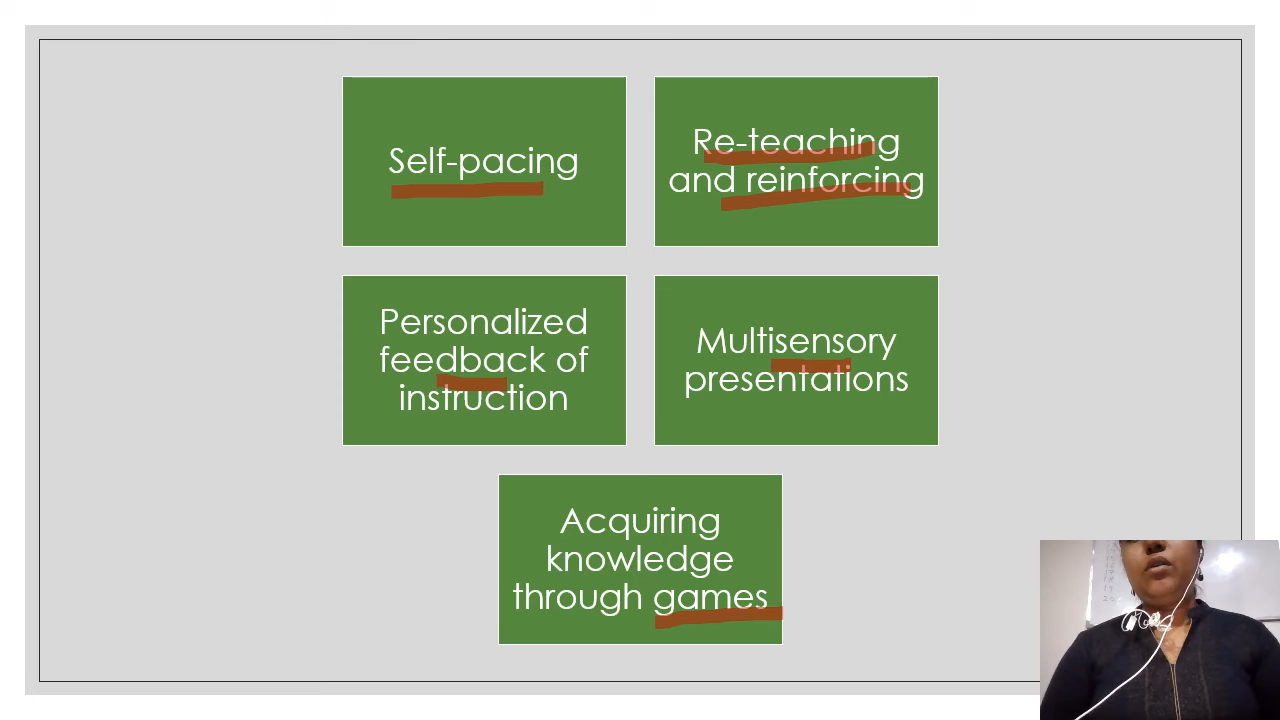 Self-pacing
Re-teaching
and reinforcing
Personalized
feedback of
instruction
Multisensory
presentations
Acquiring
knowledge
through games